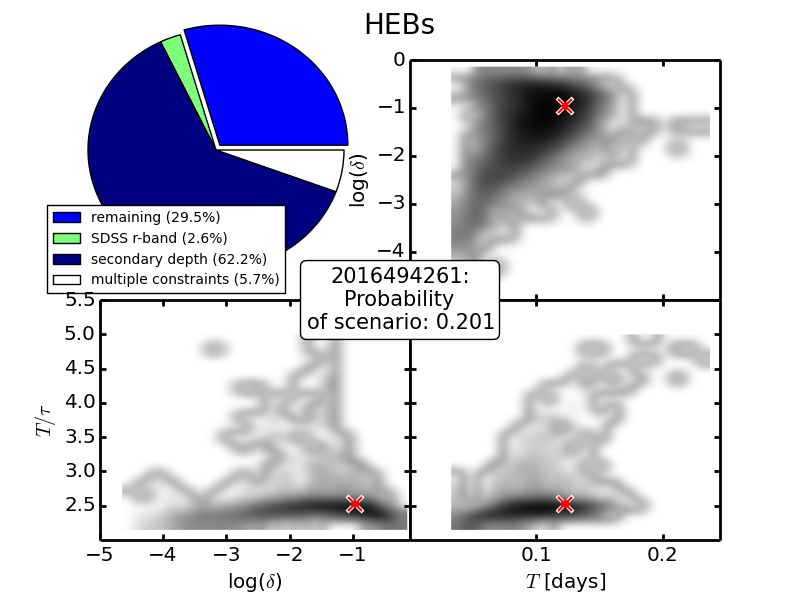 HEBs
0
−1
−2
−3
−4
log(δ)
remaining (29.5%)
SDSS r-band (2.6%)
secondary depth (62.2%)
multiple constraints (5.7%)
2016494261:
Probability
of scenario: 0.201
5.5
5.0
4.5
4.0
3.5
3.0
2.5
T/τ
−5
−4
−3
−2
−1
0.1
0.2
log(δ)
T [days]